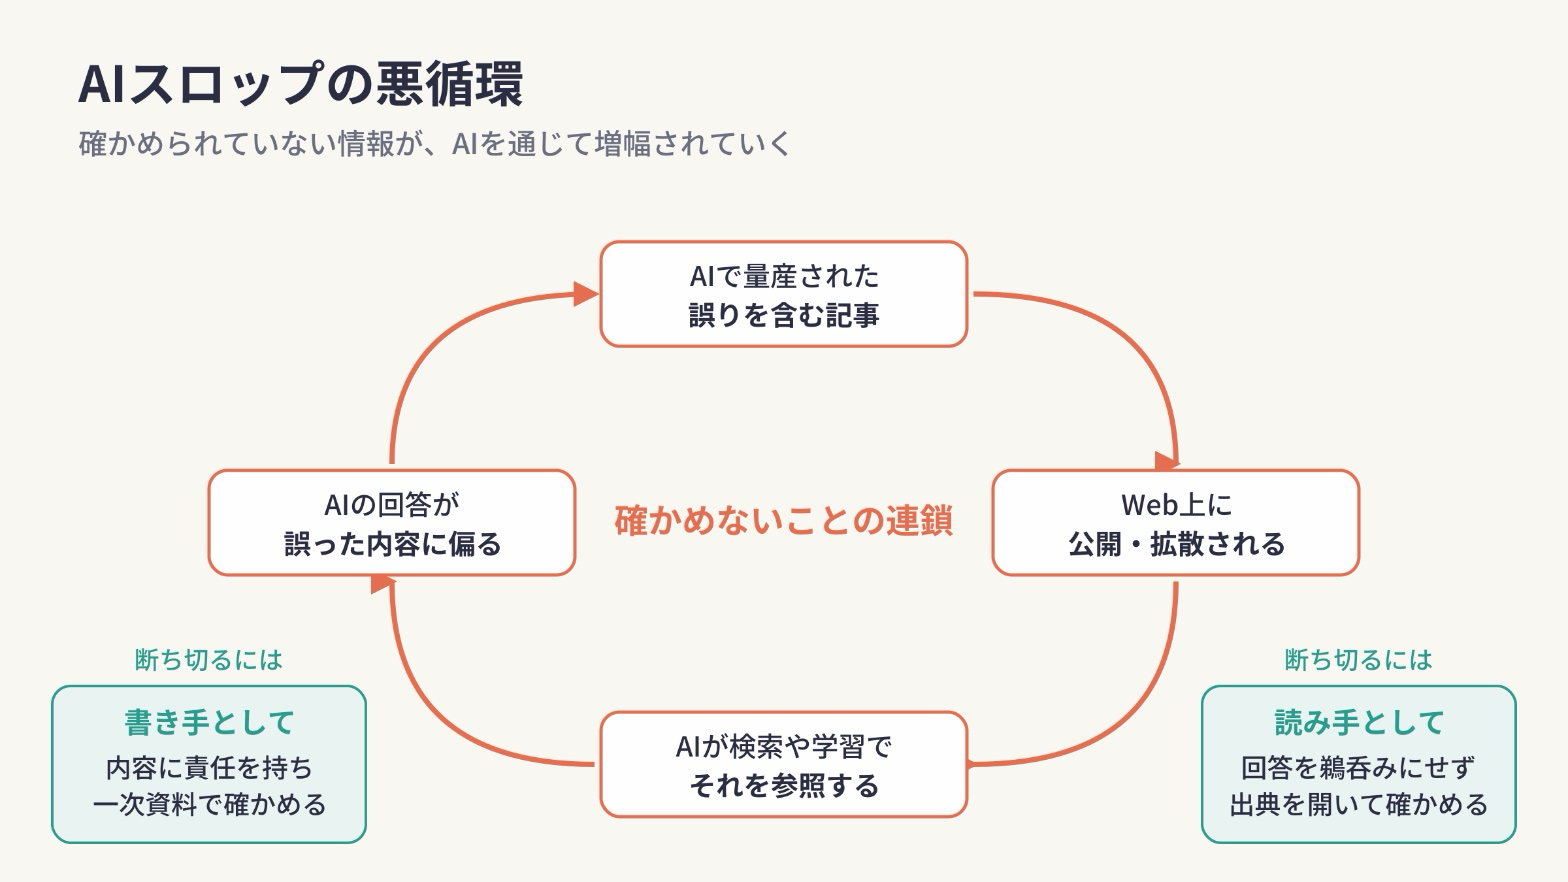 AIスロップの悪循環
確かめられていない情報が、AIを通じて増幅されていく
AIで量産された
誤りを含む記事
AIの回答が
誤った内容に偏る
確かめないことの連鎖
Web上に
公開・拡散される
断ち切るには
書き手として
内容に責任を持ち
一次資料で確かめる
AIが検索や学習で
それを参照する
断ち切るには
読み手として
回答を鵜呑みにせず
出典を開いて確かめる